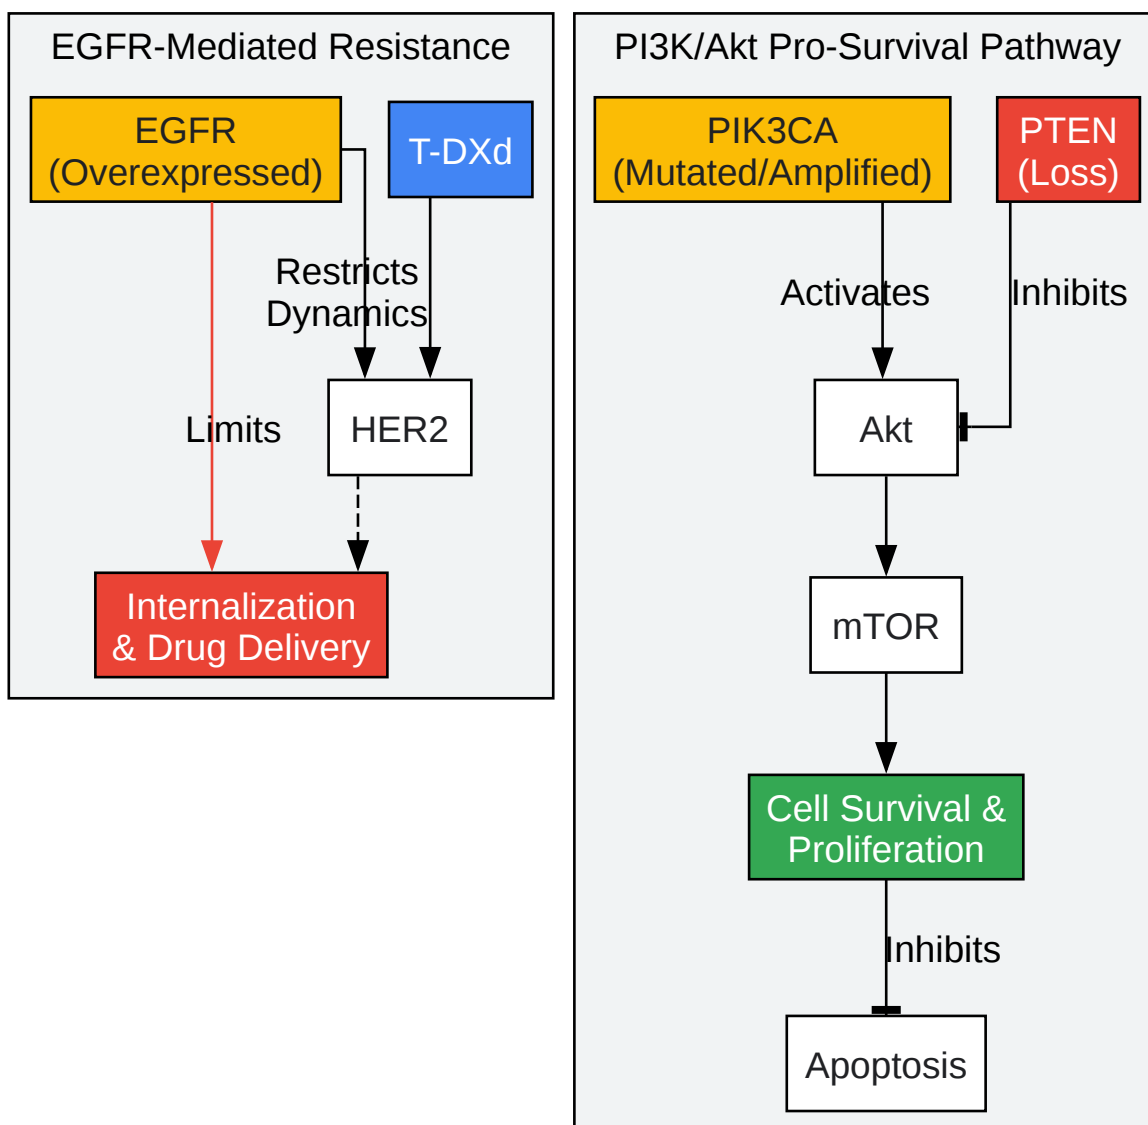 EGFR-Mediated Resistance
EGFR
(Overexpressed)
T-DXd
Restricts
Dynamics
Limits
HER2
Internalization
& Drug Delivery
PI3K/Akt Pro-Survival Pathway
PIK3CA
(Mutated/Amplified)
PTEN
(Loss)
Activates
Inhibits
Akt
mTOR
Cell Survival &
Proliferation
Inhibits
Apoptosis